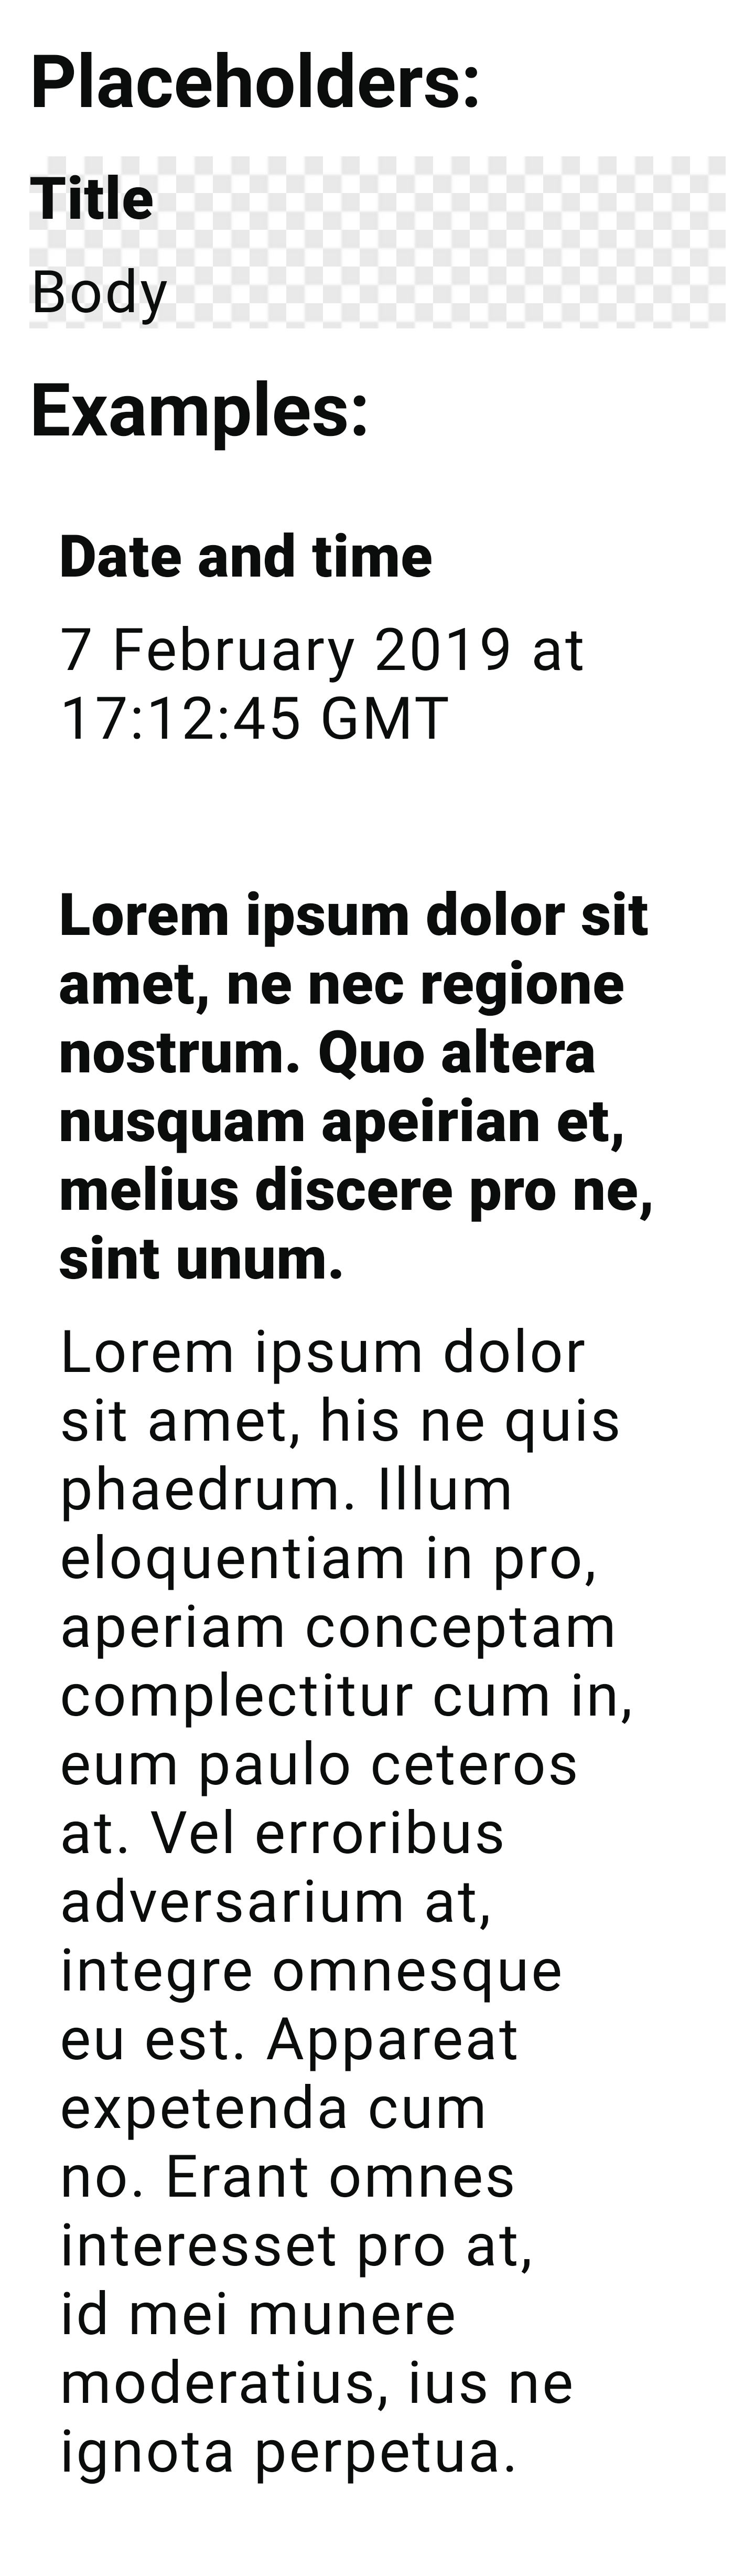 Placeholders:
Title
Body
Examples:
Date and time
7 February 2019 at
17:12:45 GMT
Lorem ipsum dolor sit
amet, ne nec regione
nostrum. Quo altera
nusquam apeirian et,
melius discere pro ne,
sint unum.
Lorem ipsum dolor
sit amet, his ne quis
phaedrum. Illum
eloquentiam in pro,
aperiam conceptam
complectitur cum in,
eum paulo ceteros
at. Vel erroribus
adversarium at,
integre omnesque
eu est. Appareat
expetenda cum
no. Erant omnes
interesset pro at,
id mei munere
moderatius, ius ne
ignota perpetua.